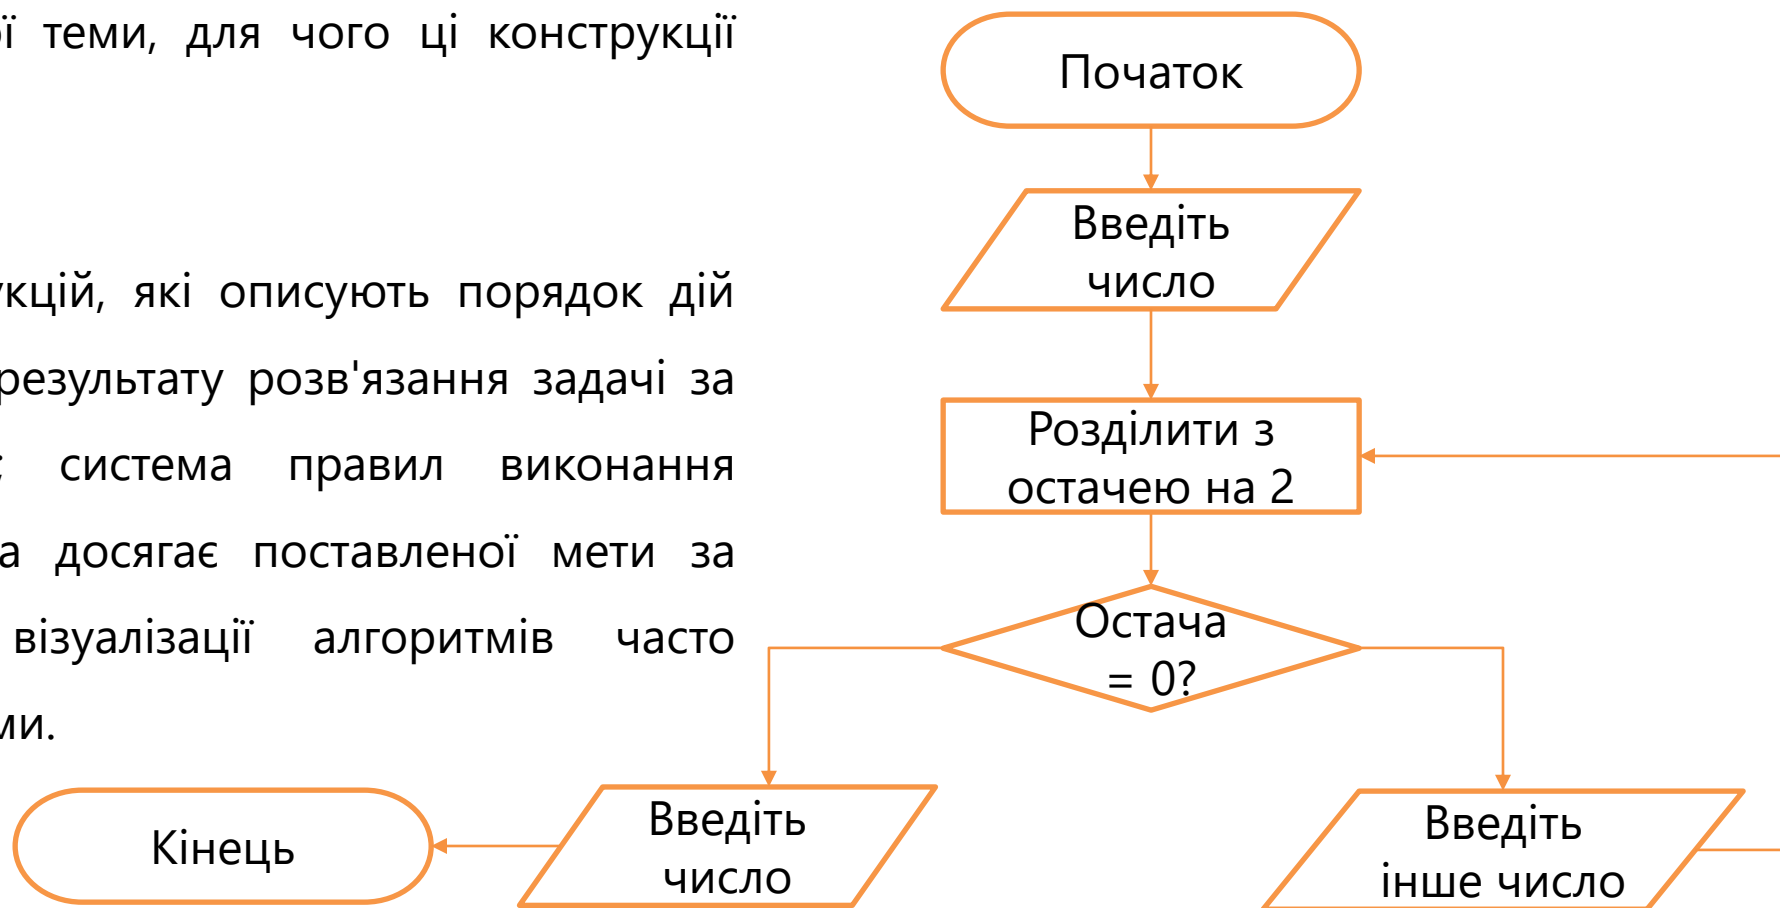 теми, для чого ці конструкції
які описують порядок дій
результату розв'язання задачі за
система правил виконання
досягає поставленої мети за
візуалізації алгоритмів часто
Початок
Введіть
число
Розділити з
остачею на 2
Остача
= 0?
Введіть
число
Кінець
Введіть
інше число